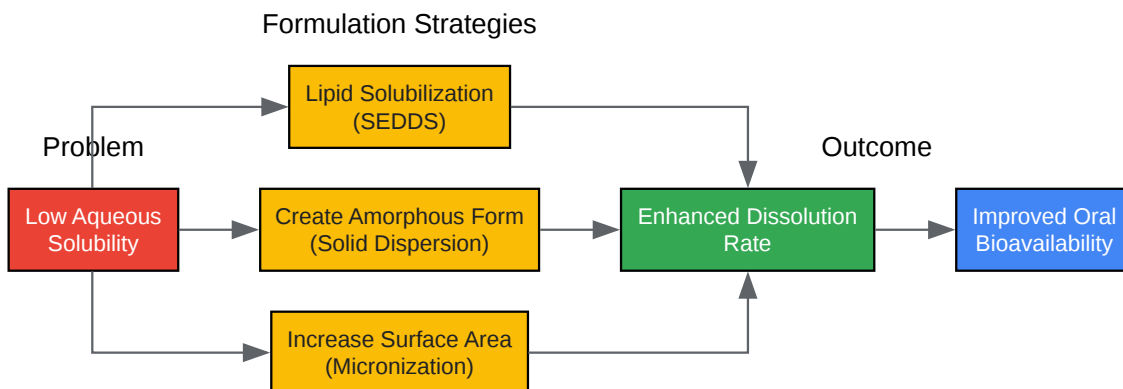 Formulation Strategies
Lipid Solubilization
(SEDDS)
Problem
Outcome
Low Aqueous
Solubility
Create Amorphous Form
(Solid Dispersion)
Enhanced Dissolution
Rate
Improved Oral
Bioavailability
Increase Surface Area
(Micronization)